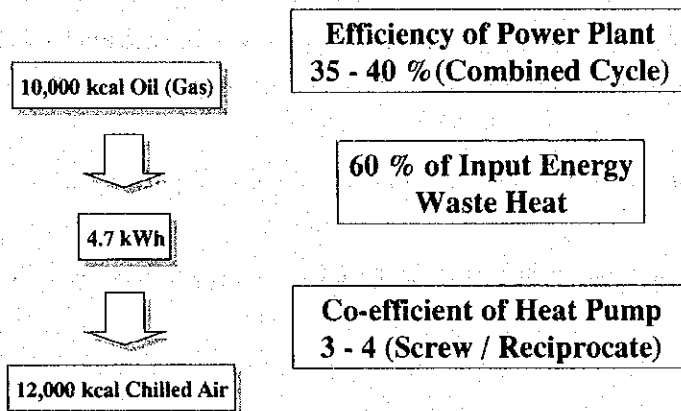 10,000 kcal Oil (Gas)
4.7 kWh
12,000 kcal Chilled Air
Efficiency of Power Plant
35 - 40 % (Combined Cycle)
60 % of Input Energy
Waste Heat
Co-efficient of Heat Pump
3 - 4 (Screw / Reciprocate)